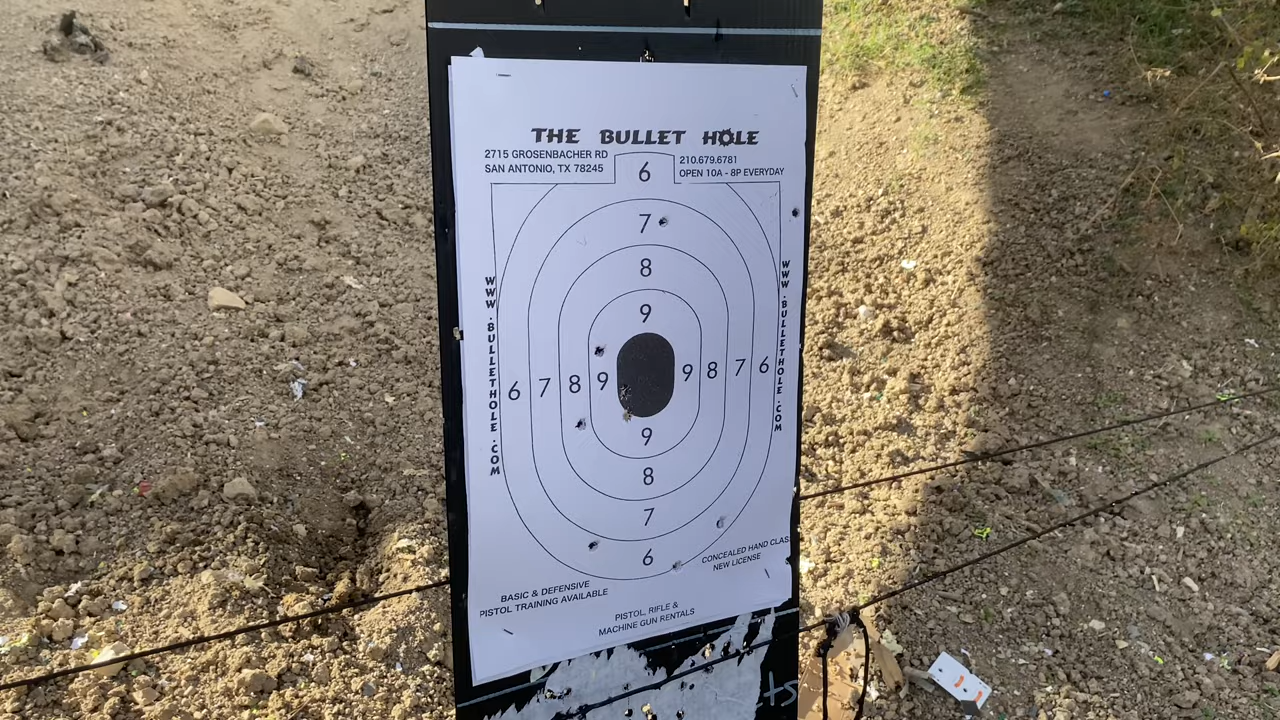 THE BULLET HOLE
2715 GROSENBACHER RD
SAN ANTONIO, TX 78245
210.679.6781
OPEN 10A - 8P EVERYDAY
6
7
8
9
WWW.BULLETHOLE.COM
6 7 8 9
9 8 7 6
WWW.BULLETHOLE.COM
9
8
7
6
CONCEALED HAND CLAS
NEW LICENSE
BASIC & DEFENSIVE
PISTOL TRAINING AVAILABLE
PISTOL, RIFLE &
MACHINE GUN RENTALS
ts